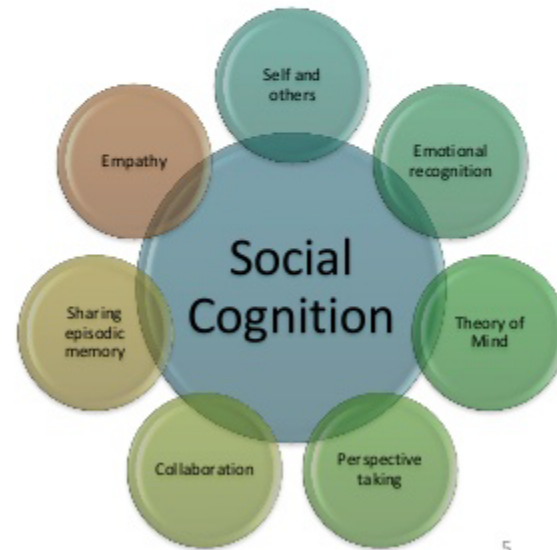 Self and
others
Emotional
recognition
Theory of
Mind
Perspective
taking
Collaboration
Sharing
episodic
memory
Empathy
Social
Cognition
5